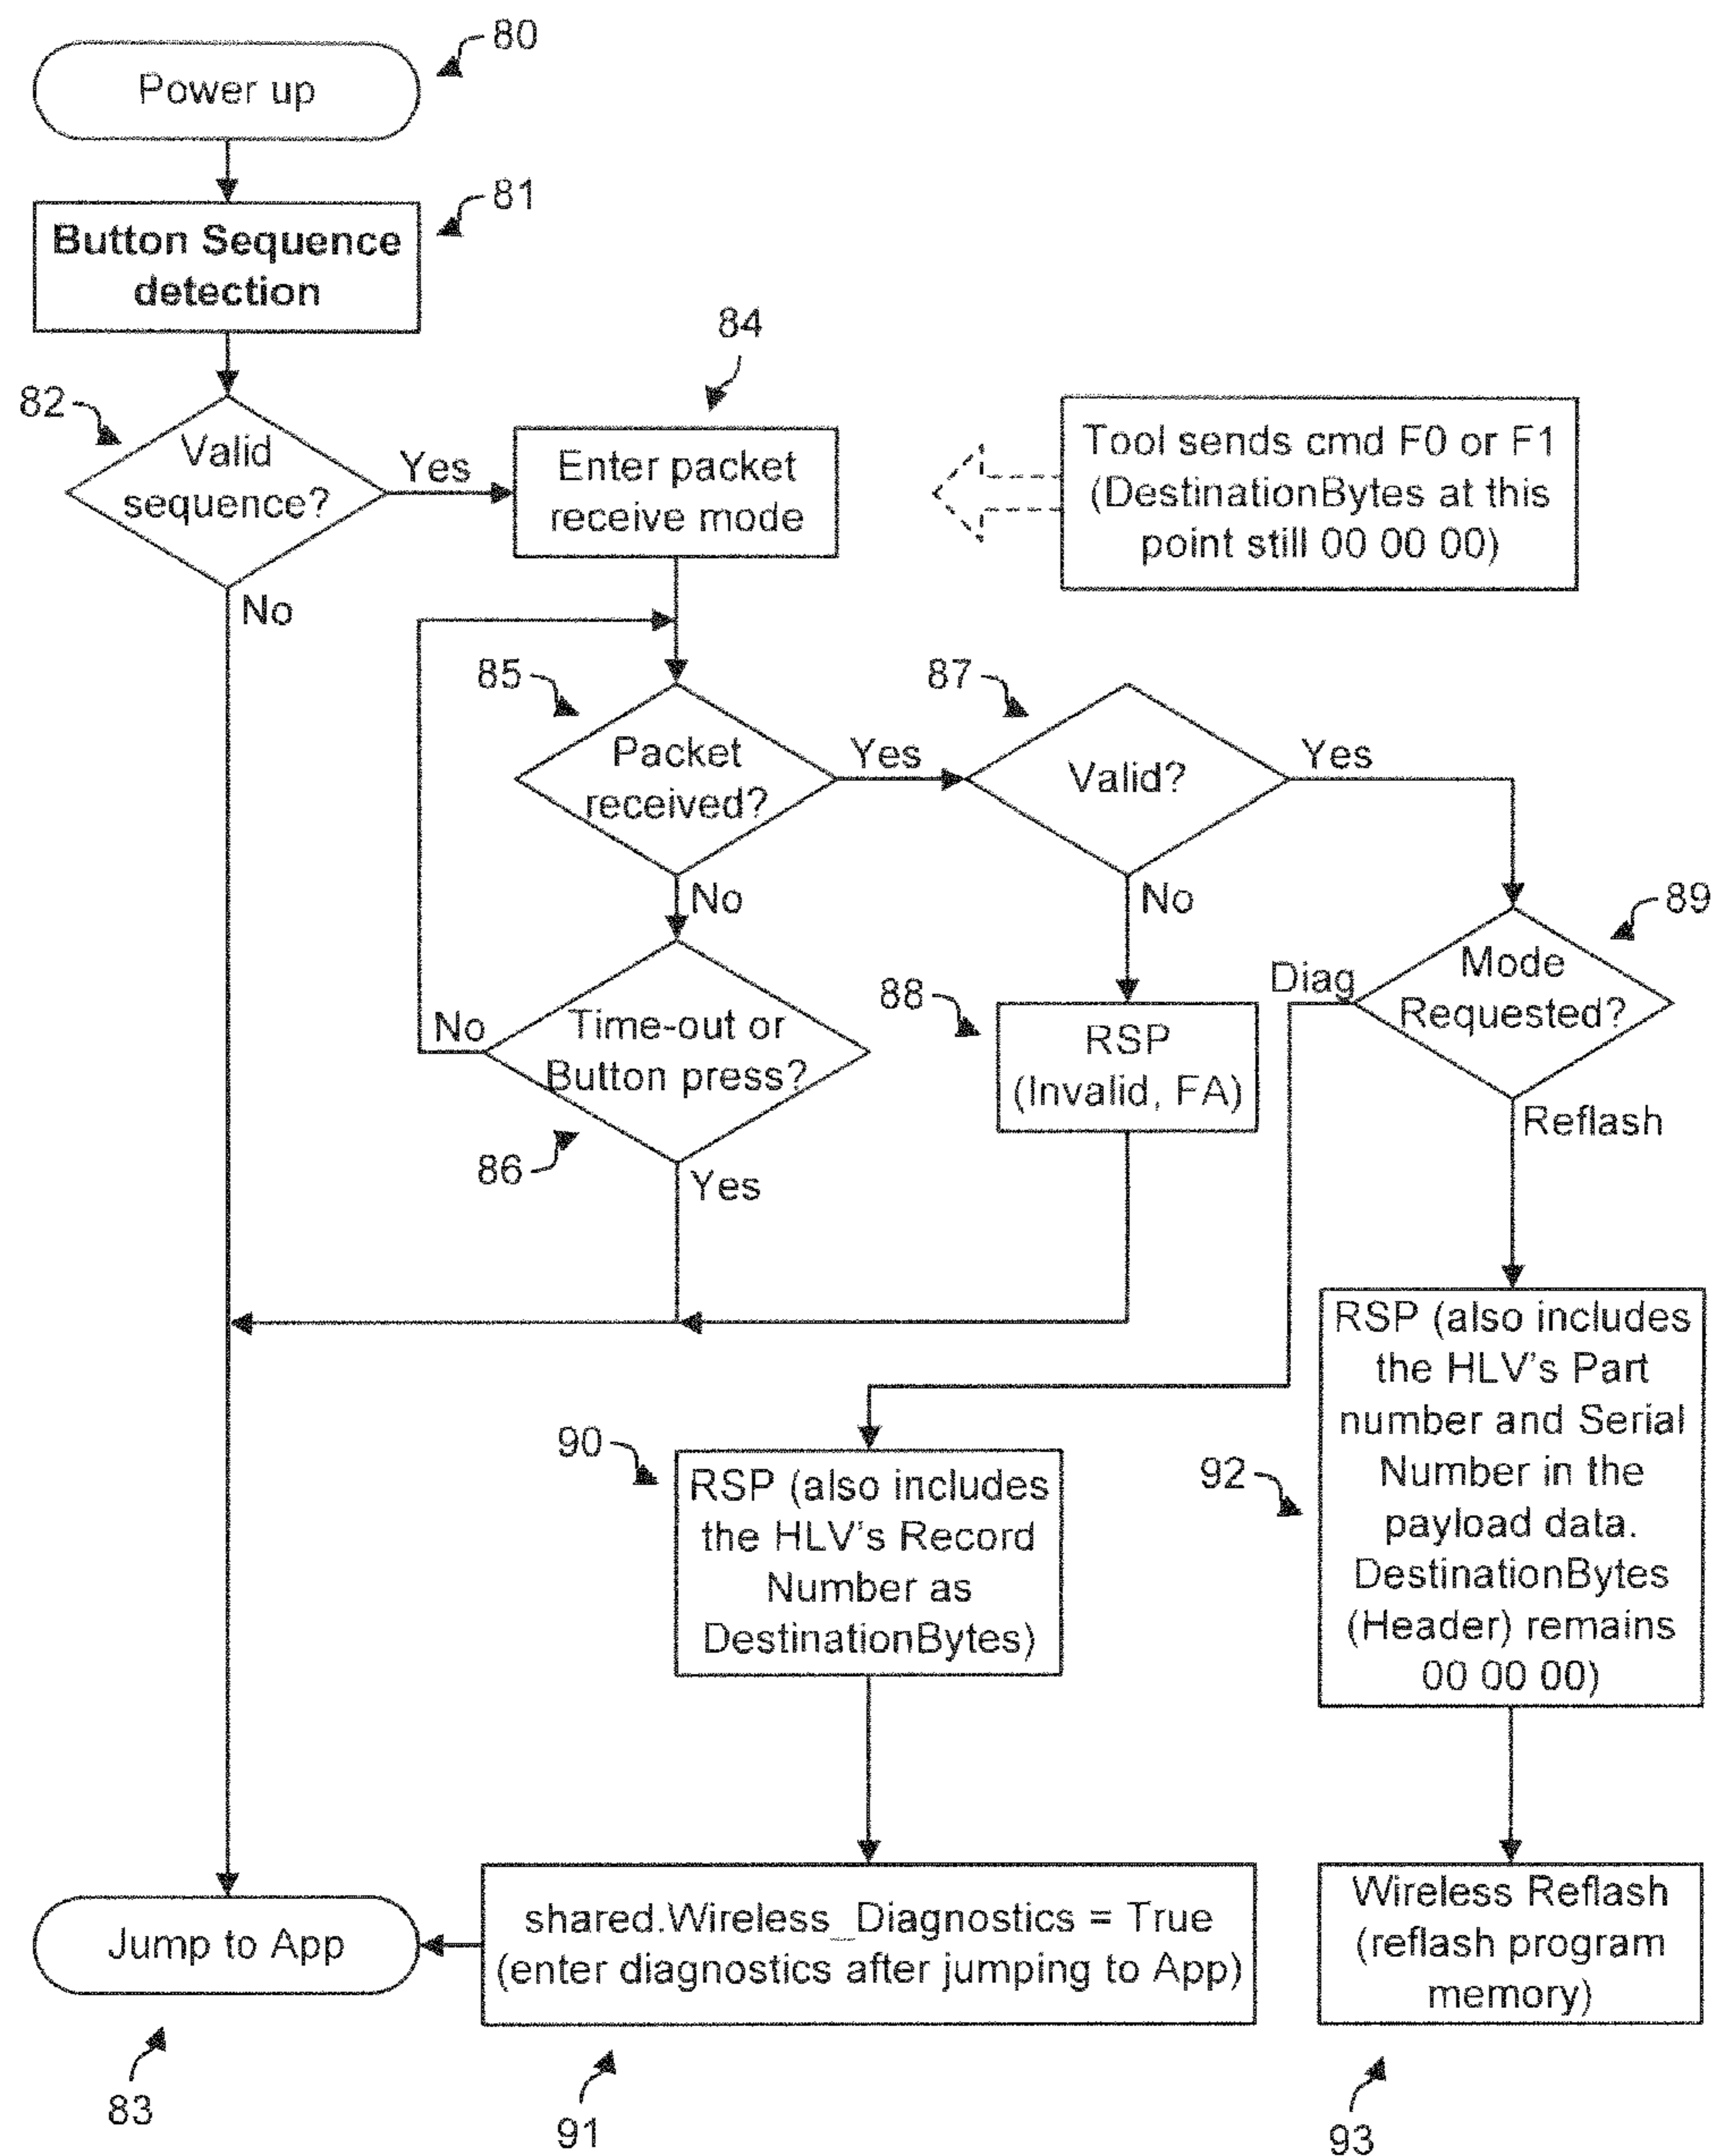 80
Power up
81
Button Sequence
detection
84
82
Valid
sequence?
Yes
No
Enter packet
receive mode
Tool sends cmd F0 or F1
(DestinationBytes at this
point still 00 00 00)
85
Packet
received?
Yes
No
87
Valid?
Yes
No
89
Mode
Requested?
Diag
Reflash
88
RSP
(Invalid, FA)
Time-out or
Button press?
No
86
Yes
RSP (also includes
the HLV's Part
number and Serial
Number in the
payload data.
DestinationBytes
(Header) remains
00 00 00)
92
90
RSP (also includes
the HLV's Record
Number as
DestinationBytes)
Jump to App
shared.Wireless_Diagnostics = True
(enter diagnostics after jumping to App)
Wireless Reflash
(reflash program
memory)
83
91
93